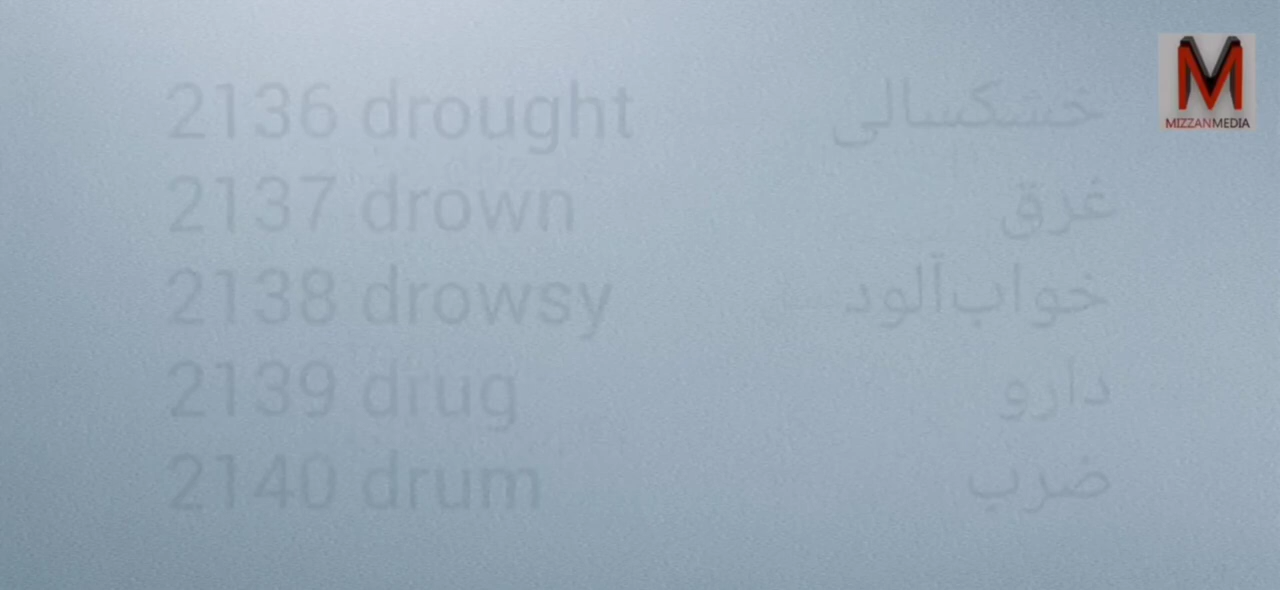 2136 drought خشکسالی
2137 drown غرق
2138 drowsy خواب‌آلود
2139 drug دارو
2140 drum ضرب
MIZZANMEDIA